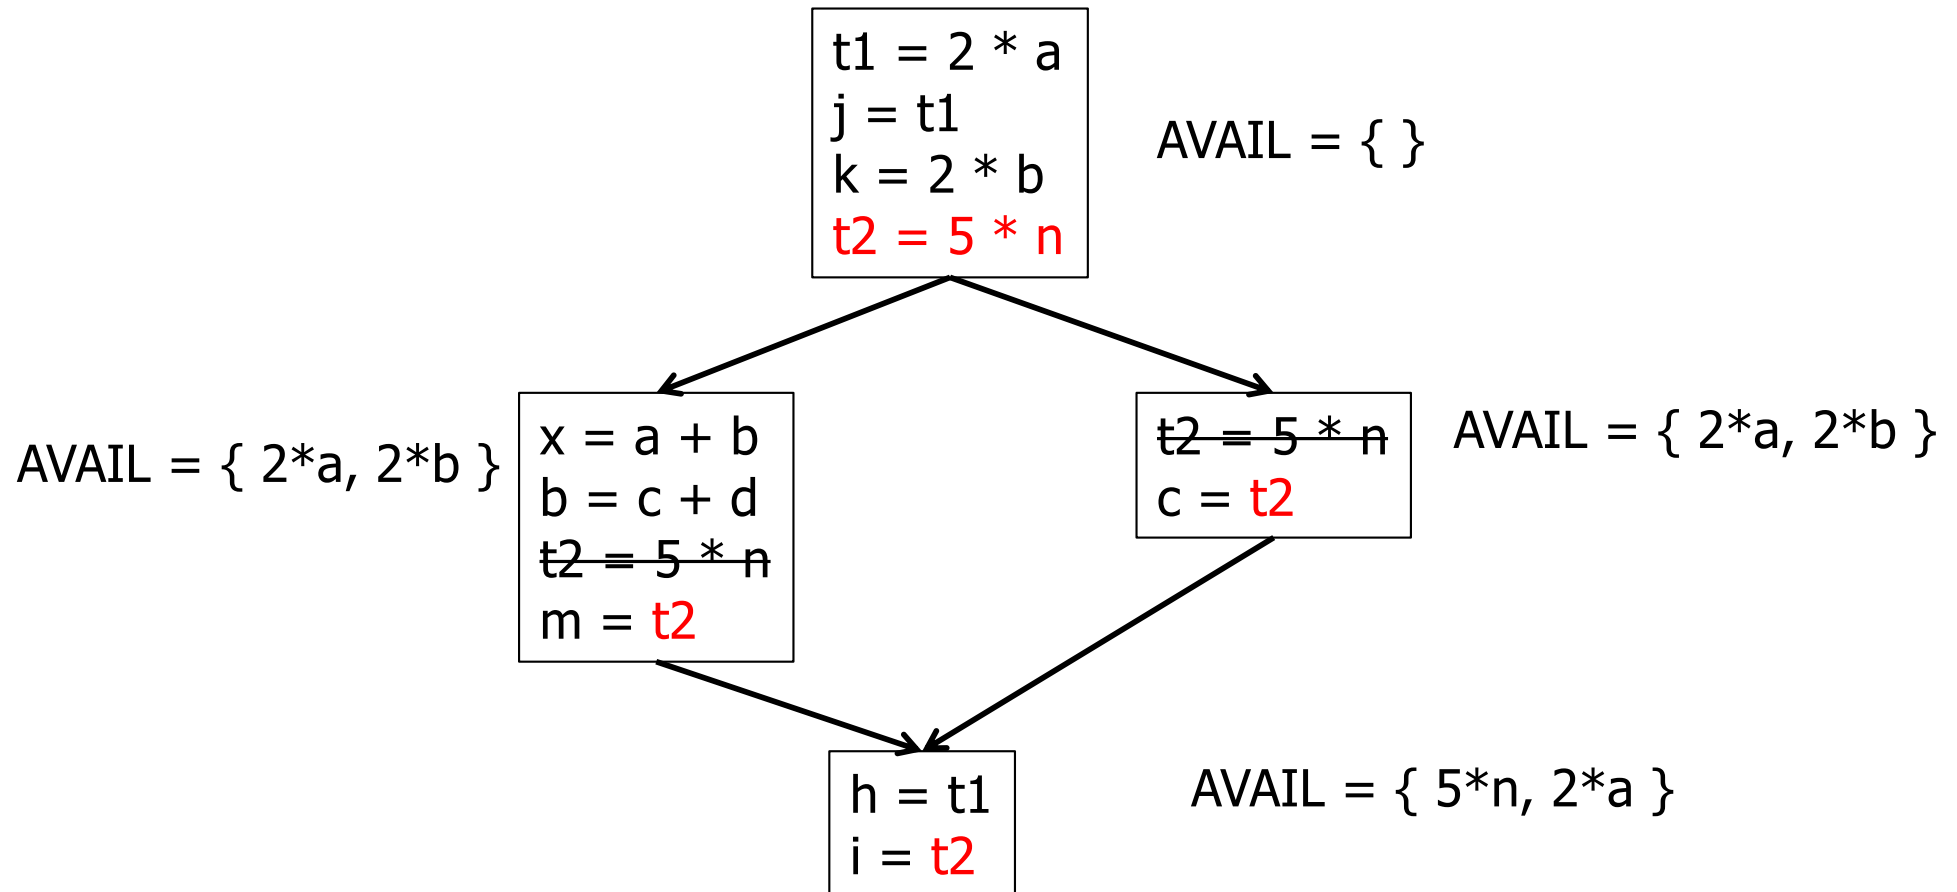 t1 = 2 * a
j = t1
k = 2 * b
t2 = 5 * n
AVAIL = { }
AVAIL = { 2*a, 2*b }
x = a + b
b = c + d
t2 = 5 * n
m = t2
t2 = 5 * n
c = t2
AVAIL = { 2*a, 2*b }
h = t1
i = t2
AVAIL = { 5*n, 2*a }